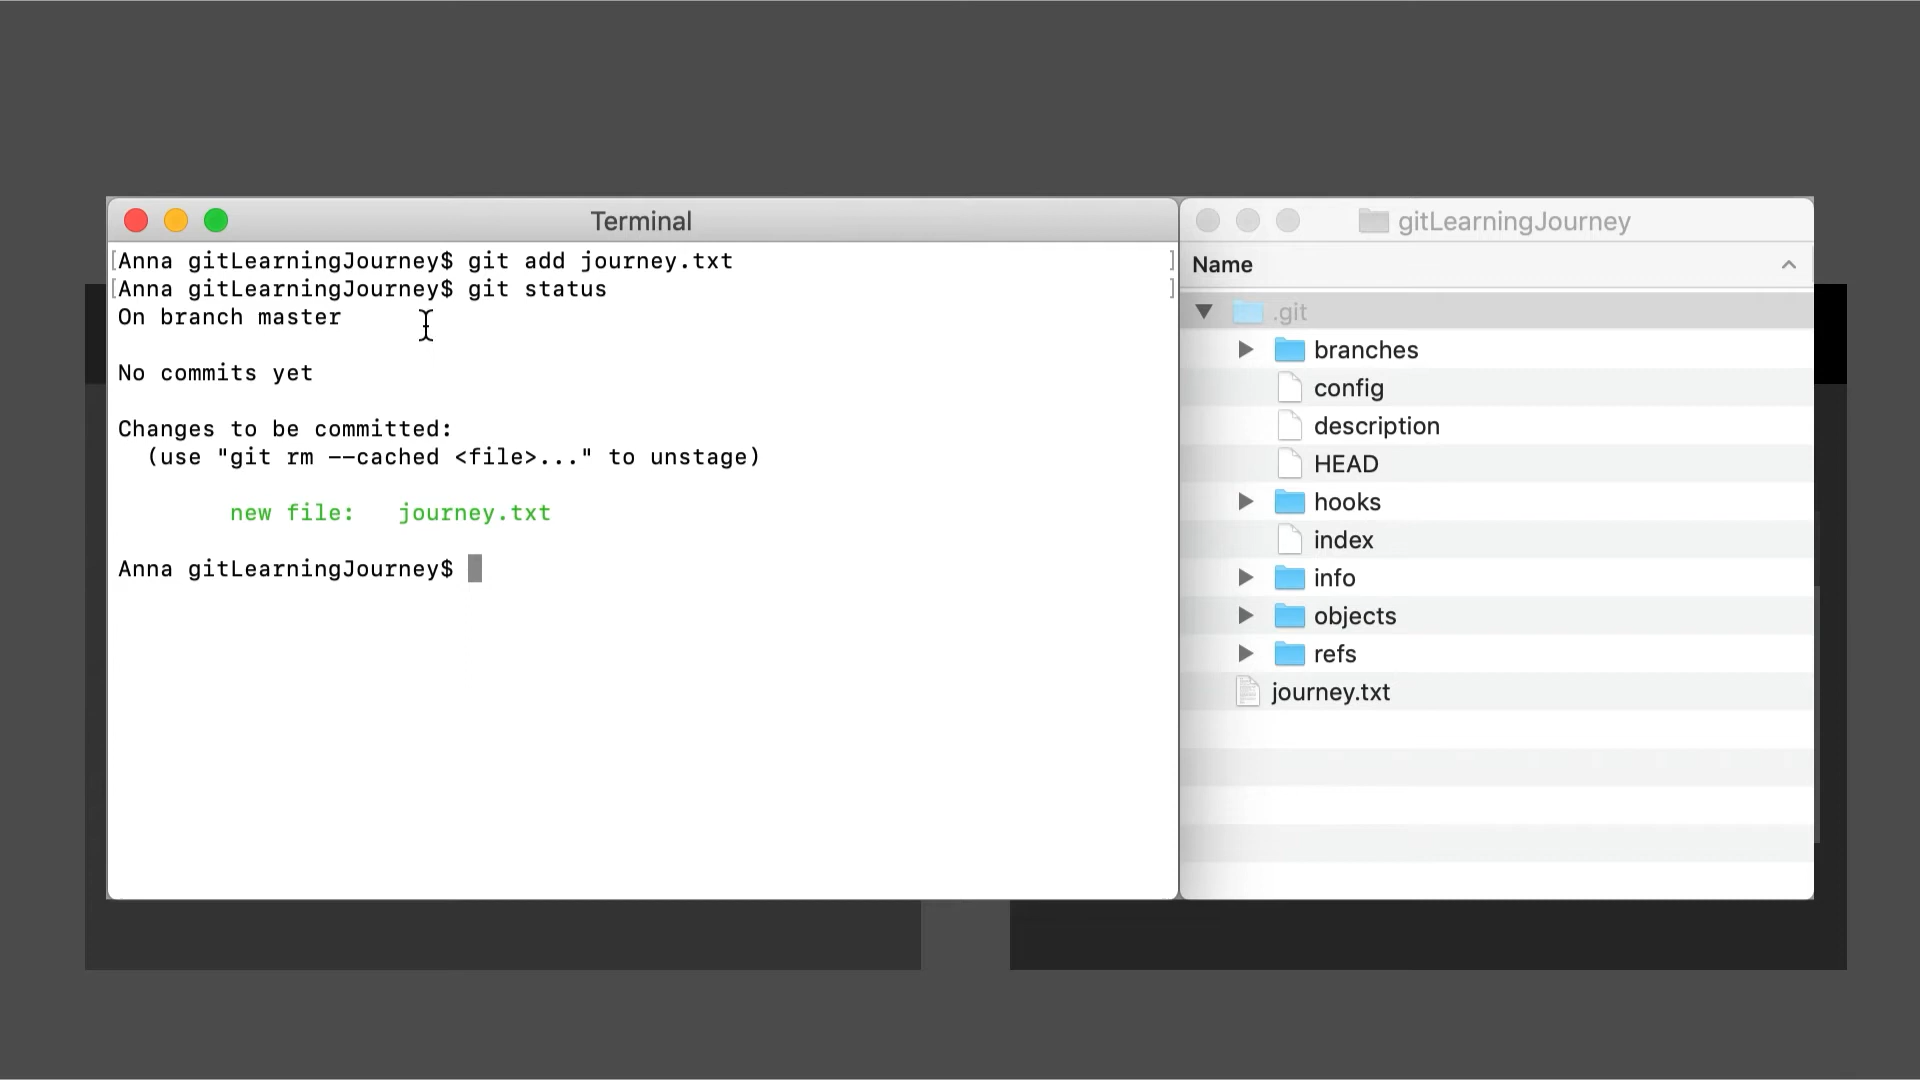 Terminal
[Anna gitLearningJourney$ git add journey.txt ]
[Anna gitLearningJourney$ git status ]
On branch master
No commits yet
Changes to be committed:
(use "git rm --cached <file>..." to unstage)
new file: journey.txt
Anna gitLearningJourney$
gitLearningJourney
Name
.git
branches
config
description
HEAD
hooks
index
info
objects
refs
journey.txt